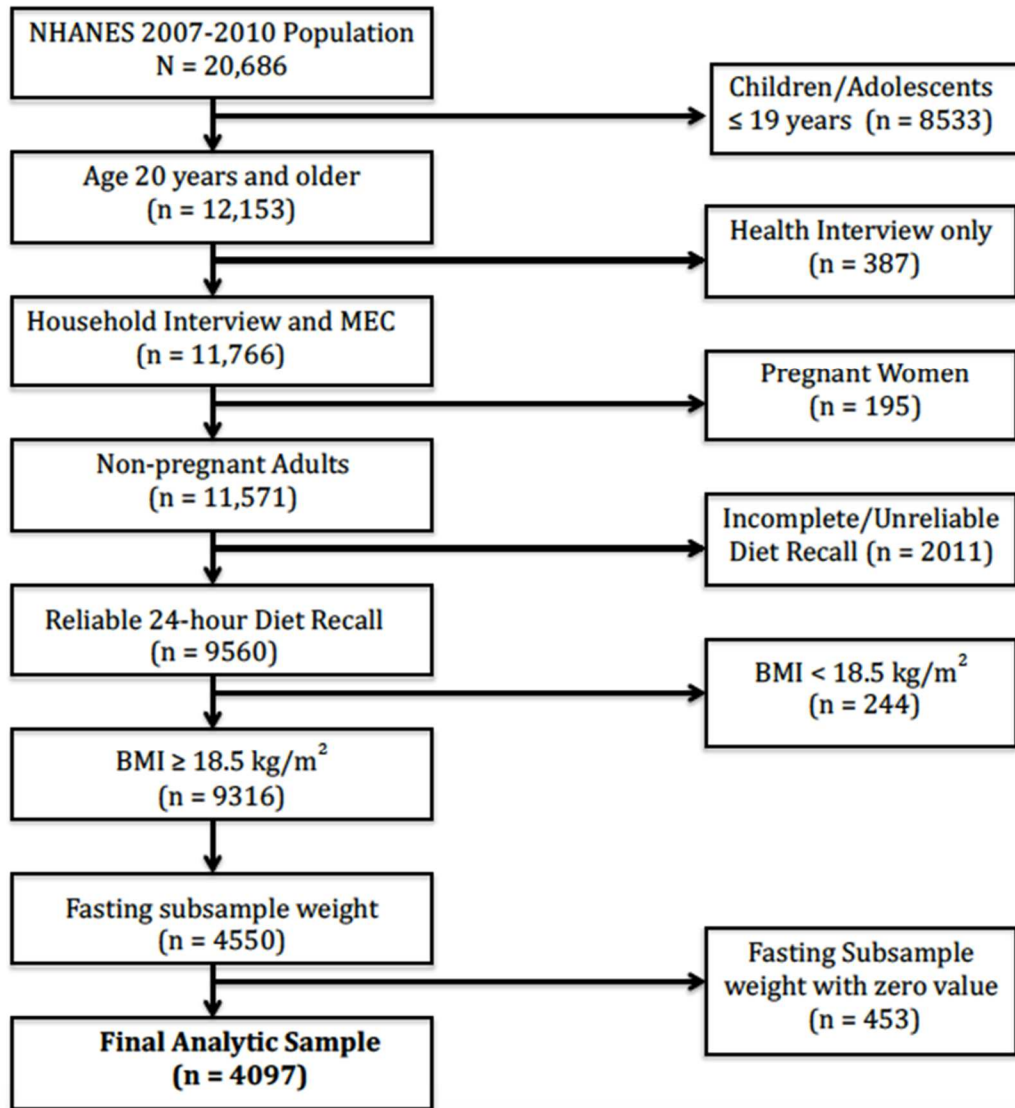 NHANES 2007-2010 Population
N = 20,686
Children/Adolescents
≤ 19 years (n = 8533)
Age 20 years and older
(n = 12,153)
Health Interview only
(n = 387)
Household Interview and MEC
(n = 11,766)
Pregnant Women
(n = 195)
Non-pregnant Adults
(n = 11,571)
Incomplete/Unreliable
Diet Recall (n = 2011)
Reliable 24-hour Diet Recall
(n = 9560)
BMI < 18.5 kg/m²
(n = 244)
BMI ≥ 18.5 kg/m²
(n = 9316)
Fasting subsample weight
(n = 4550)
Fasting Subsample
weight with zero value
(n = 453)
Final Analytic Sample
(n = 4097)